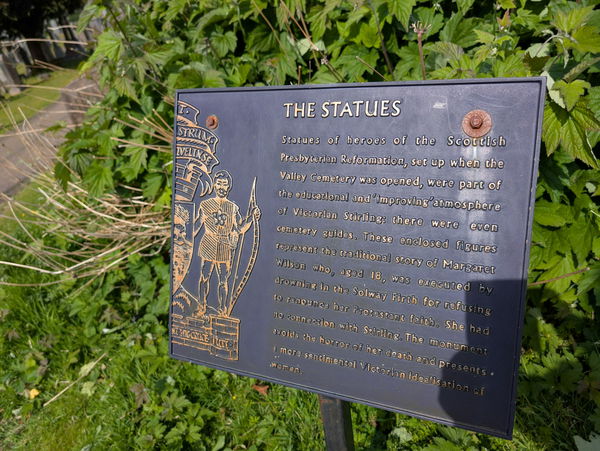 THE STATUES
Statues of heroes of the Scottish
Presbyterian Reformation, set up when the
Valley Cemetery was opened, were part of
the educational and 'improving' atmosphere
of Victorian Stirling: there were even
cemetery guides. These enclosed figures
represent the traditional story of Margaret
Wilson who, aged 18, was executed by
drowning in the Solway Firth for refusing
to renounce her Protestant faith. She had
no connection with Stirling. The monument
avoids the horror of her death and presents
a more sentimental Victorian idealisation of
women.
STRUNG